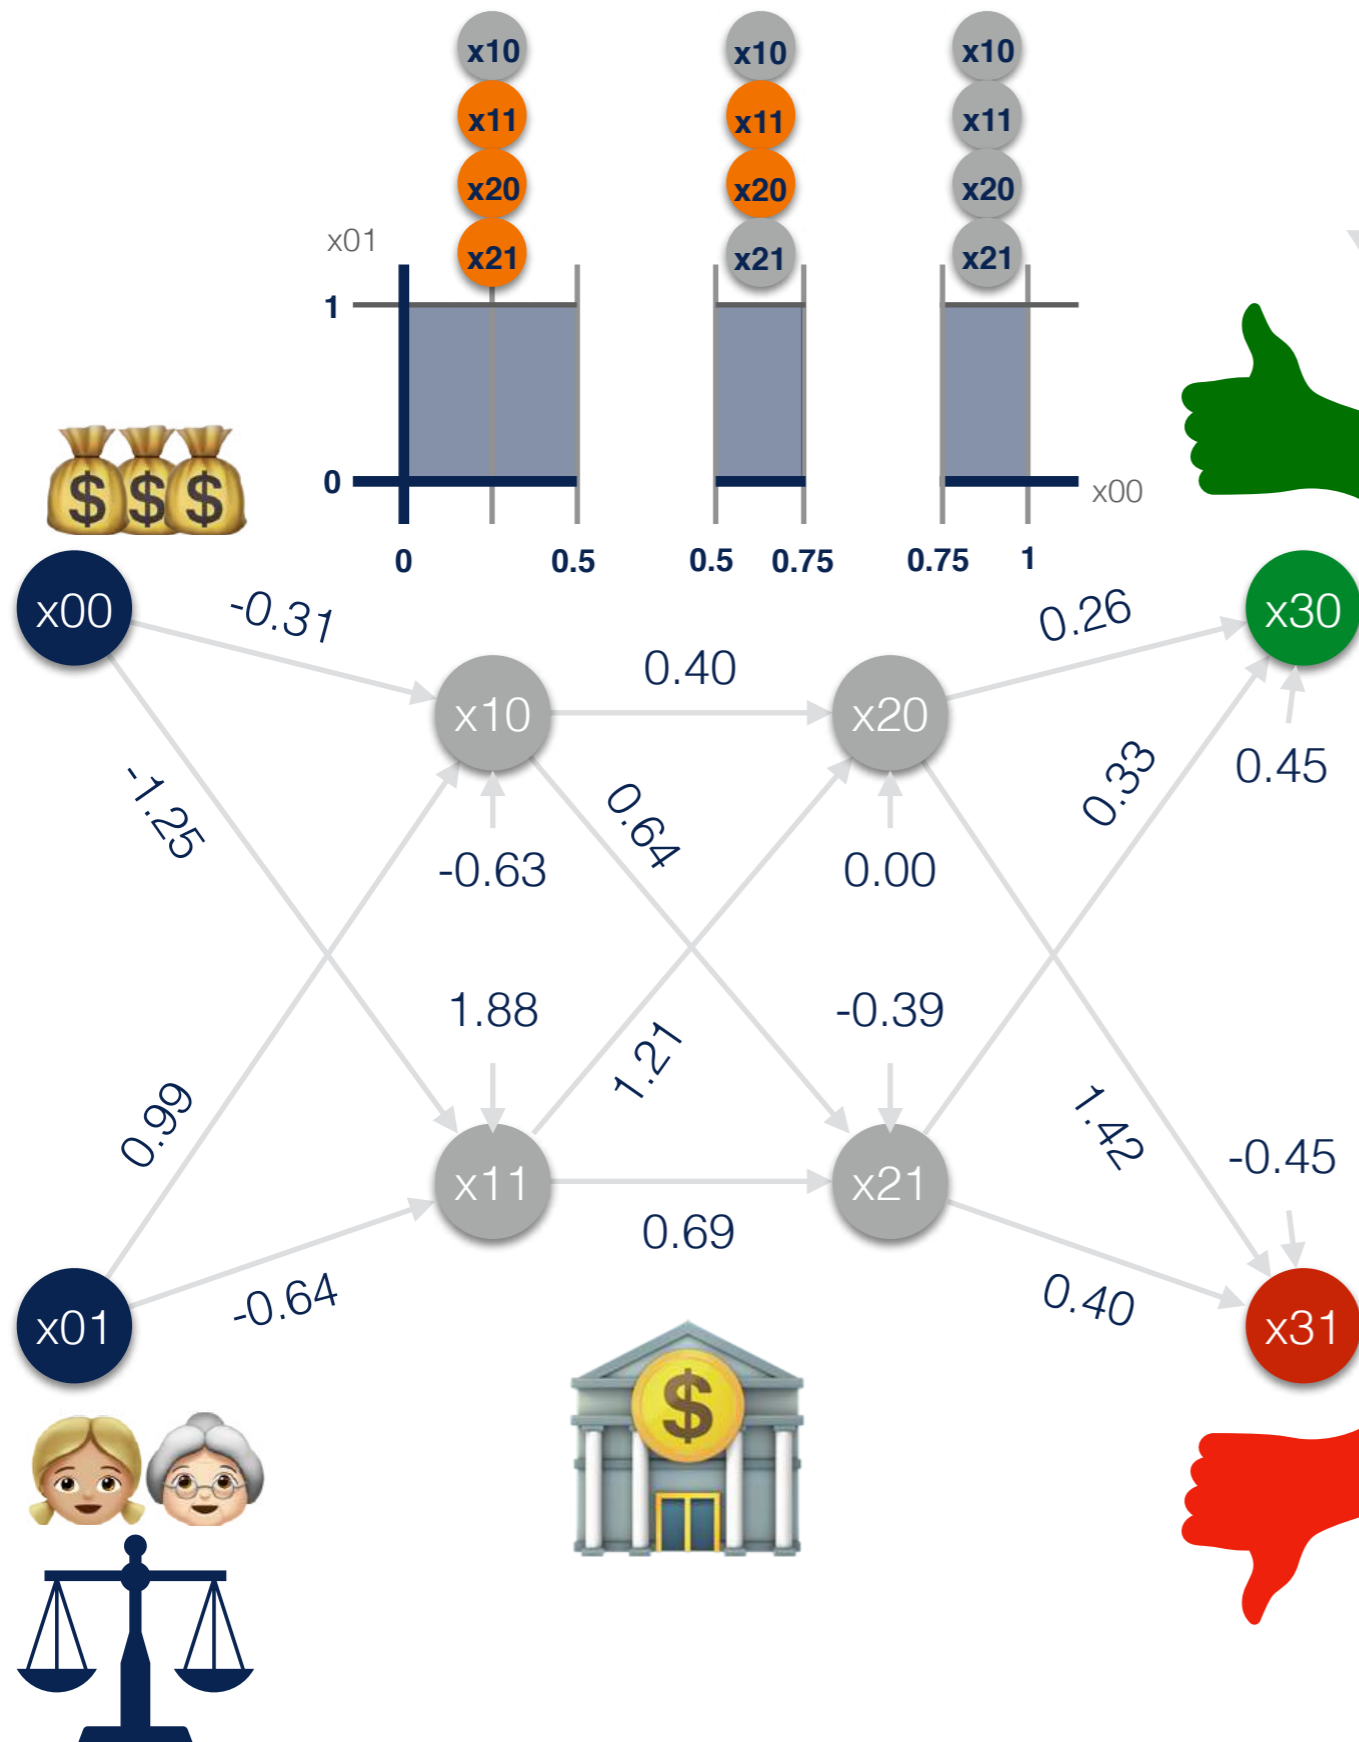 x10 x10 x10
x11 x11 x11
x20 x20 x20
x21 x21 x21
x01
1
0
x00
0 0.5 0.5 0.75 0.75 1
$ $ $
x00 -0.31 0.26 x30
0.40
x10 x20
-1.25 0.64 0.33 0.45
-0.63 0.00
1.88 -0.39
0.99 1.21 1.42 -0.45
x11 x21
0.69
-0.64 0.40
x01 x31
$